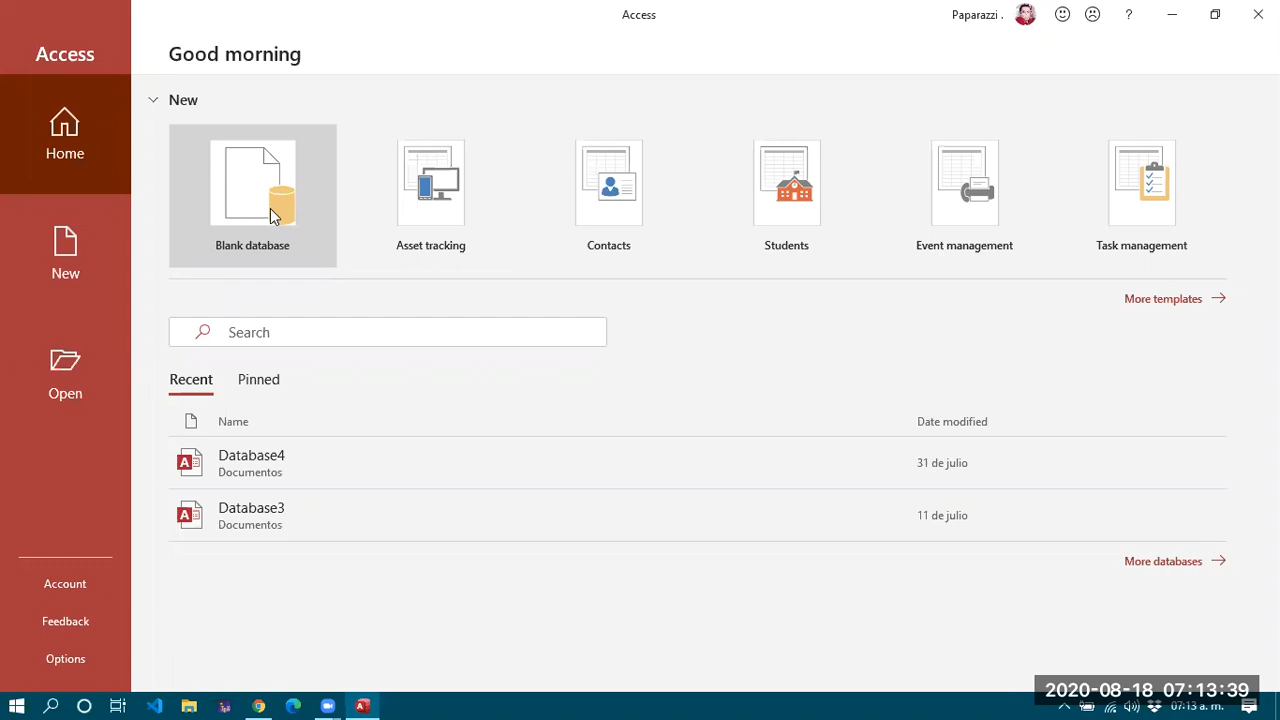 Access
Paparazzi .
?
Access
Good morning
Home
New
Open
Account
Feedback
Options
New
Blank database
Asset tracking
Contacts
Students
Event management
Task management
More templates
Search
Recent
Pinned
Name
Date modified
Database4
Documentos
31 de julio
Database3
Documentos
11 de julio
More databases
2020-08-18 07:13:39
07:13 a. m.